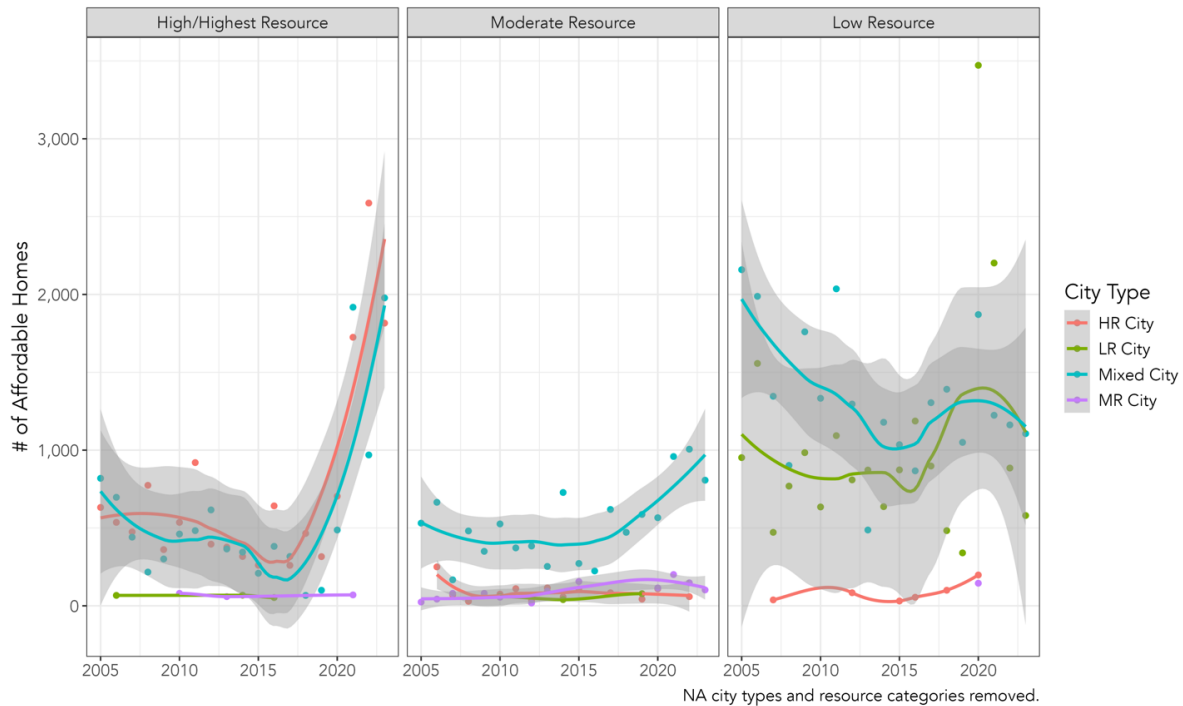 High/Highest Resource
Moderate Resource
Low Resource
# of Affordable Homes
3,000
2,000
1,000
0
2005 2010 2015 2020
2005 2010 2015 2020
2005 2010 2015 2020
City Type
HR City
LR City
Mixed City
MR City
NA city types and resource categories removed.